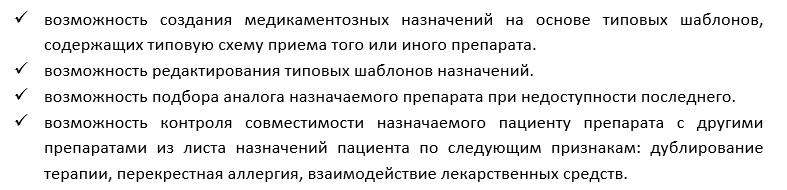 ✓ возможность создания медикаментозных назначений на основе типовых шаблонов,
содержащих типовую схему приема того или иного препарата.
✓ возможность редактирования типовых шаблонов назначений.
✓ возможность подбора аналога назначаемого препарата при недоступности последнего.
✓ возможность контроля совместимости назначаемого пациенту препарата с другими
препаратами из листа назначений пациента по следующим признакам: дублирование
терапии, перекрестная аллергия, взаимодействие лекарственных средств.